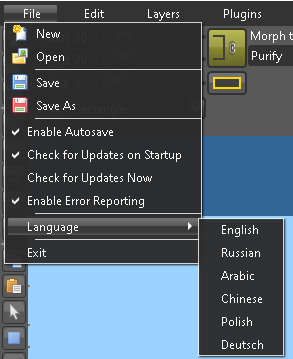 File Edit Layers Plugins
New
Open
Morph t
Purify
Save
Save As
Enable Autosave
Check for Updates on Startup
Check for Updates Now
Enable Error Reporting
Language
English
Exit
Russian
Arabic
Chinese
Polish
Deutsch